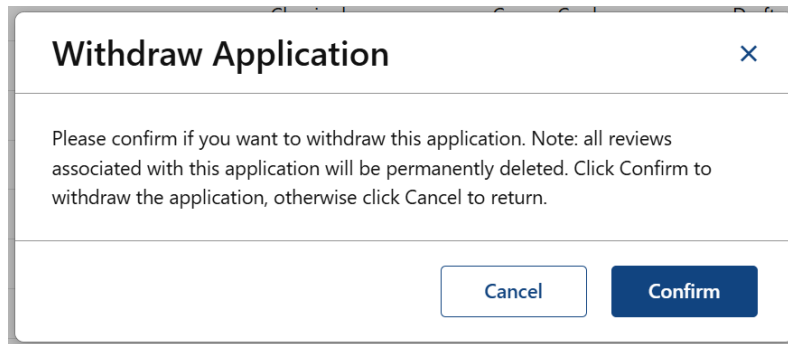 Withdraw Application
Please confirm if you want to withdraw this application. Note: all reviews
associated with this application will be permanently deleted. Click Confirm to
withdraw the application, otherwise click Cancel to return.
Cancel
Confirm